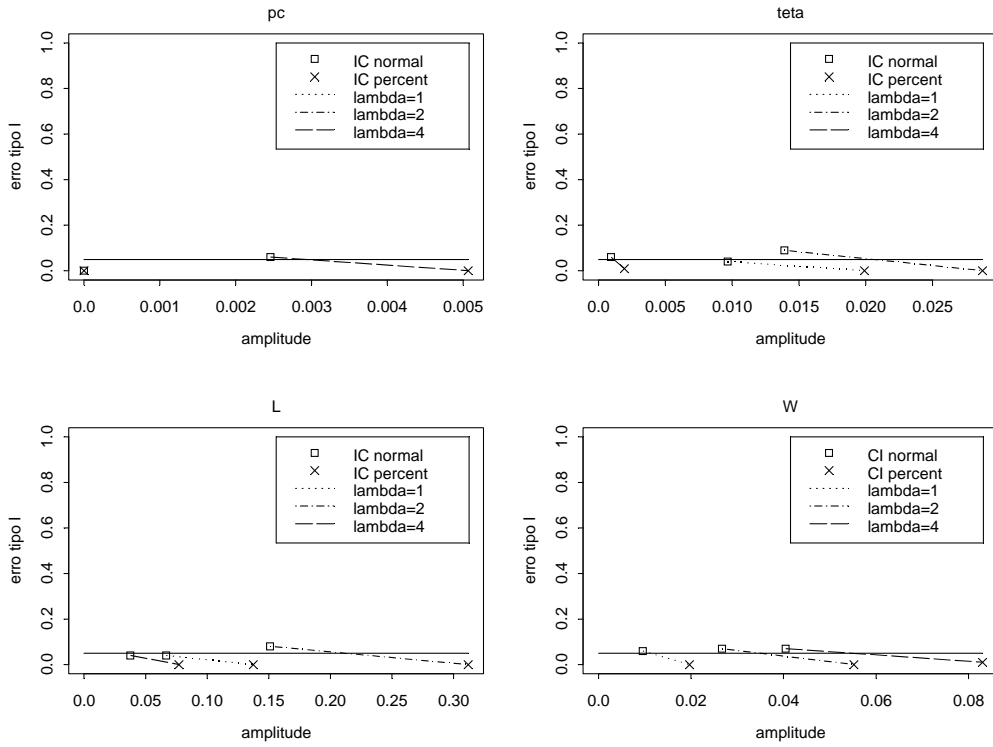 pc
IC normal
IC percent
lambda=1
lambda=2
lambda=4
erro tipo I
0.0 0.2 0.4 0.6 0.8 1.0
0.0 0.001 0.002 0.003 0.004 0.005
amplitude
teta
IC normal
IC percent
lambda=1
lambda=2
lambda=4
erro tipo I
0.0 0.2 0.4 0.6 0.8 1.0
0.0 0.005 0.010 0.015 0.020 0.025
amplitude
L
IC normal
IC percent
lambda=1
lambda=2
lambda=4
erro tipo I
0.0 0.2 0.4 0.6 0.8 1.0
0.0 0.05 0.10 0.15 0.20 0.25 0.30
amplitude
W
CI normal
CI percent
lambda=1
lambda=2
lambda=4
erro tipo I
0.0 0.2 0.4 0.6 0.8 1.0
0.0 0.02 0.04 0.06 0.08
amplitude